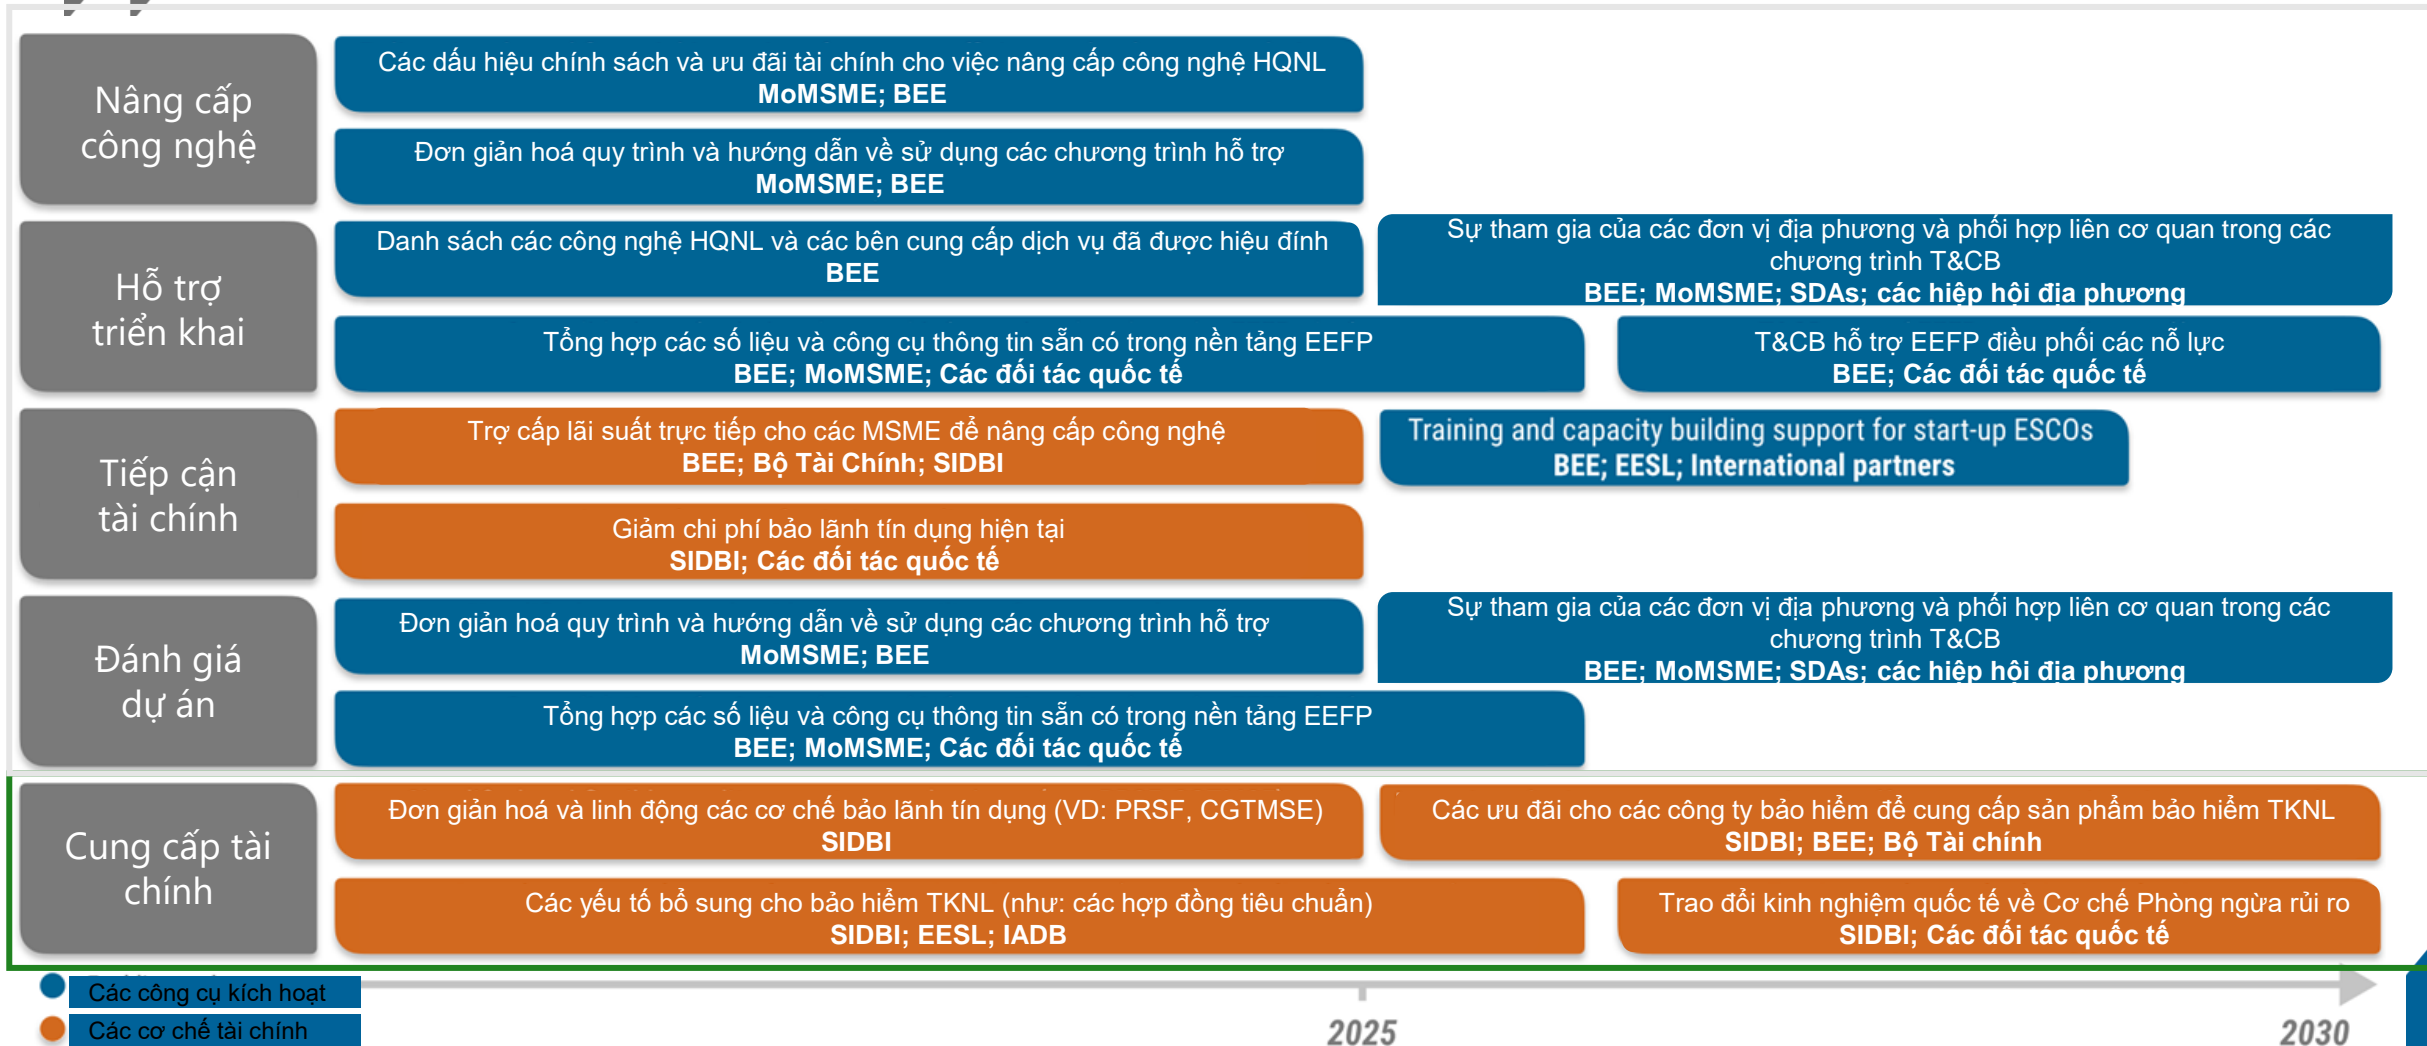 Nâng cấp
công nghệ
Các dấu hiệu chính sách và ưu đãi tài chính cho việc nâng cấp công nghệ HQNL
MoMSME; BEE
Đơn giản hoá quy trình và hướng dẫn về sử dụng các chương trình hỗ trợ
MoMSME; BEE
Hỗ trợ
triển khai
Danh sách các công nghệ HQNL và các bên cung cấp dịch vụ đã được hiệu đính
BEE
Sự tham gia của các đơn vị địa phương và phối hợp liên cơ quan trong các
chương trình T&CB
BEE; MoMSME; SDAs; các hiệp hội địa phương
Tổng hợp các số liệu và công cụ thông tin sẵn có trong nền tảng EEFP
BEE; MoMSME; Các đối tác quốc tế
T&CB hỗ trợ EEFP điều phối các nỗ lực
BEE; Các đối tác quốc tế
Tiếp cận
tài chính
Trợ cấp lãi suất trực tiếp cho các MSME để nâng cấp công nghệ
BEE; Bộ Tài Chính; SIDBI
Training and capacity building support for start-up ESCOs
BEE; EESL; International partners
Giảm chi phí bảo lãnh tín dụng hiện tại
SIDBI; Các đối tác quốc tế
Đánh giá
dự án
Đơn giản hoá quy trình và hướng dẫn về sử dụng các chương trình hỗ trợ
MoMSME; BEE
Sự tham gia của các đơn vị địa phương và phối hợp liên cơ quan trong các
chương trình T&CB
BEE; MoMSME; SDAs; các hiệp hội địa phương
Tổng hợp các số liệu và công cụ thông tin sẵn có trong nền tảng EEFP
BEE; MoMSME; Các đối tác quốc tế
Cung cấp tài
chính
Đơn giản hoá và linh động các cơ chế bảo lãnh tín dụng (VD: PRSF, CGTMSE)
SIDBI
Các ưu đãi cho các công ty bảo hiểm để cung cấp sản phẩm bảo hiểm TKNL
SIDBI; BEE; Bộ Tài chính
Các yếu tố bổ sung cho bảo hiểm TKNL (như: các hợp đồng tiêu chuẩn)
SIDBI; EESL; IADB
Trao đổi kinh nghiệm quốc tế về Cơ chế Phòng ngừa rủi ro
SIDBI; Các đối tác quốc tế
Các công cụ kích hoạt
Các cơ chế tài chính
2025
2030